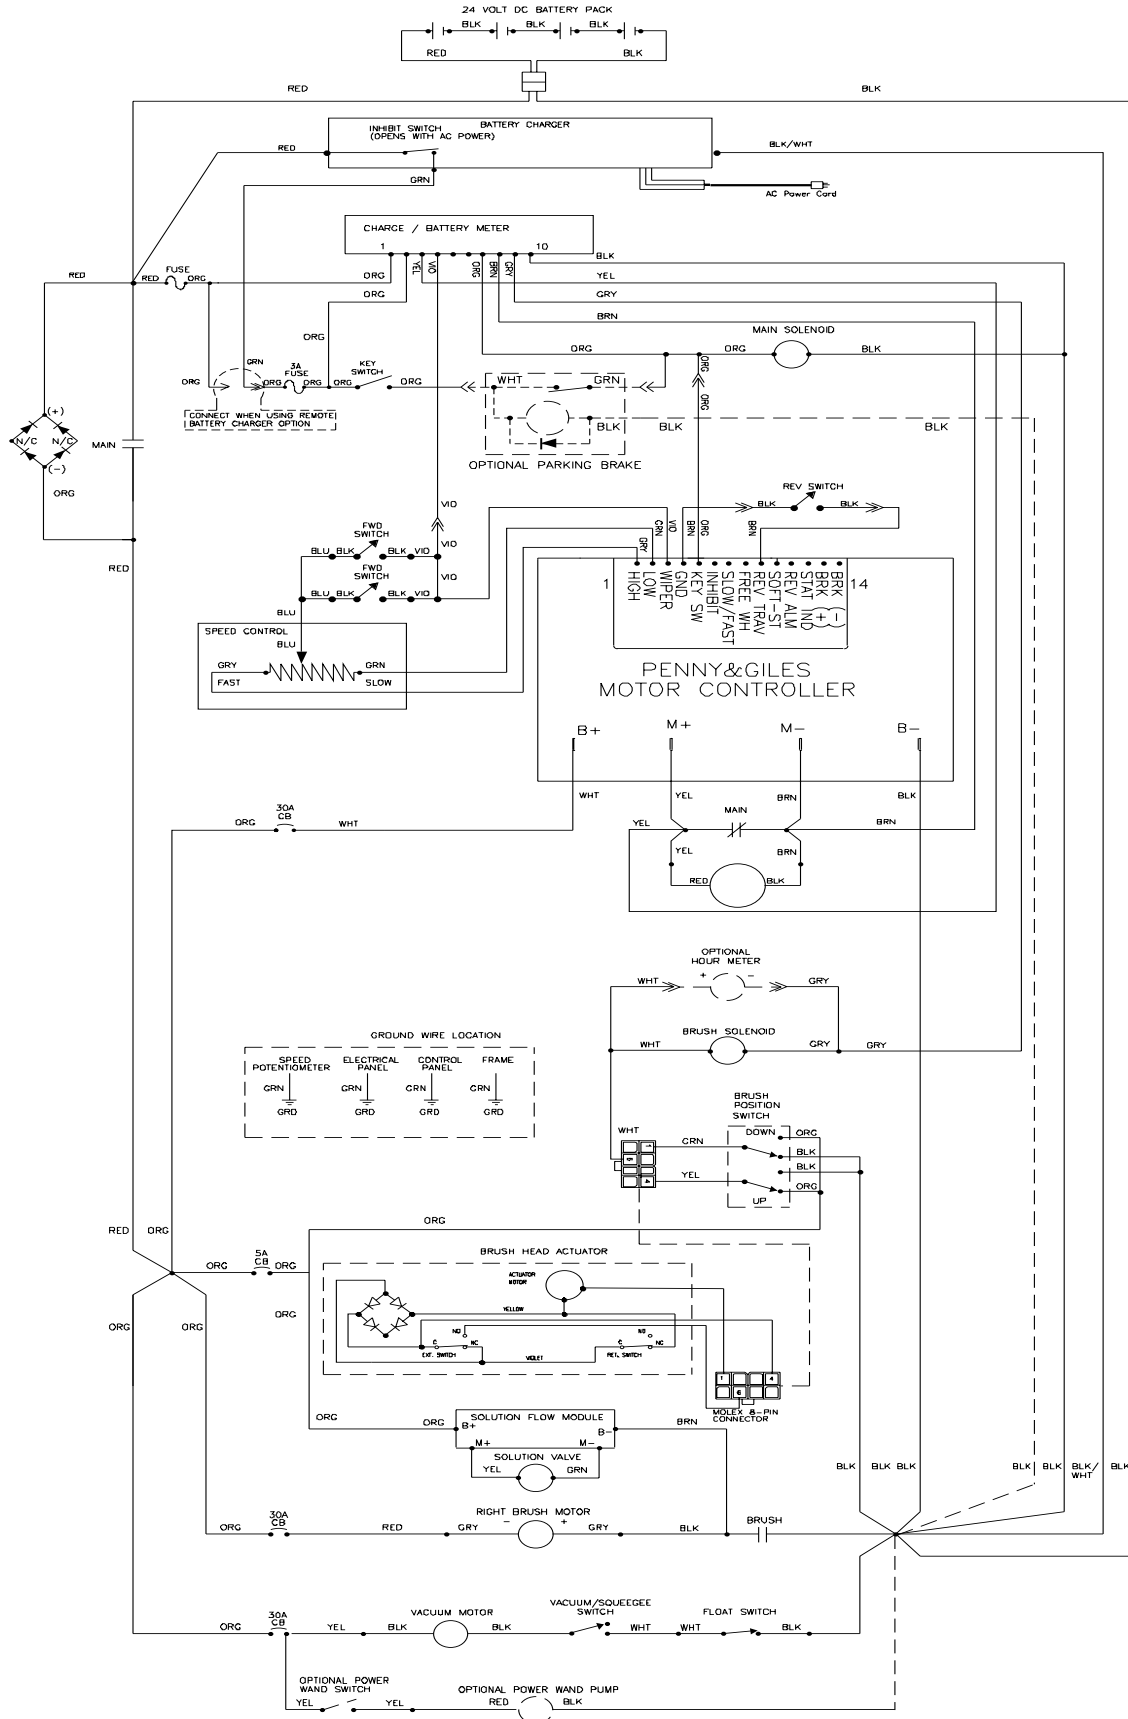 24 VOLT DC BATTERY PACK
BLK BLK BLK
RED BLK
RED BLK
INHIBIT SWITCH BATTERY CHARGER
(OPENS WITH AC POWER)
RED BLK/WHT
GRN
AC Power Cord
CHARGE / BATTERY METER
1 10
BLK
RED FUSE
RED ORG ORG YEL VIO ORG BRN GRY YEL
ORG GRY
BRN
ORG MAIN SOLENOID
ORG ORG BLK
GRN 3A FUSE KEY SWITCH ORG
ORG ORG ORG ORG ORG WHT GRN ORG
CONNECT WHEN USING REMOTE
BATTERY CHARGER OPTION
(+)
N/C N/C
(-)
MAIN
BLK BLK BLK
ORG
OPTIONAL PARKING BRAKE
REV SWITCH
VIO BLK BLK
FWD
SWITCH
GRY GRN VIO BRN ORG BRN
BLU BLK BLK VIO VIO
RED
FWD
SWITCH
VIO
BLU BLK BLK VIO
BLU
1 HIGH LOW WIPER GND KEY SW INHIBIT SLOW/FAST FREE WH REV TRAV SOFT-ST REV ALM STAT IND BRK (+) BRK (-) 14
SPEED CONTROL
BLU
GRY GRN
FAST SLOW
PENNY&GILES
MOTOR CONTROLLER
B+ M+ M- B-
WHT YEL BRN BLK
30A
CB
ORG WHT
MAIN
YEL BRN
YEL BRN
RED BLK
OPTIONAL
HOUR METER
WHT + - GRY
GROUND WIRE LOCATION
BRUSH SOLENOID
WHT GRY GRY
SPEED
POTENTIOMETER
ELECTRICAL
PANEL
CONTROL
PANEL
FRAME
GRN GRN GRN GRN
GRD GRD GRD GRD
BRUSH
POSITION
SWITCH
WHT DOWN ORG
1 GRN BLK
6 BLK
4 YEL ORG
UP
ORG
RED ORG
5A
CB
ORG ORG
BRUSH HEAD ACTUATOR
ACTUATOR
MOTOR
ORG YELLOW
ORG
NO NO
C NC C NC
EXT. SWITCH VIOLET RET. SWITCH
1 4
6
MOLEX 8-PIN
CONNECTOR
ORG
ORG SOLUTION FLOW MODULE BRN
B+ B-
M+ M-
SOLUTION VALVE
YEL GRN
BLK BLK BLK BLK BLK BLK/WHT BLK
30A
CB
RIGHT BRUSH MOTOR
ORG RED GRY - + GRY BLK BRUSH
30A
CB
VACUUM MOTOR
VACUUM/SQUEEGEE
SWITCH
FLOAT SWITCH
ORG YEL BLK BLK WHT WHT BLK
OPTIONAL POWER
WAND SWITCH
OPTIONAL POWER WAND PUMP
YEL YEL RED BLK